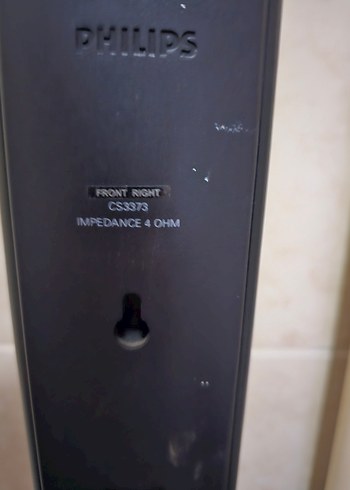 PHILIPS
FRONT RIGHT
CS3373
IMPEDANCE 4 OHM